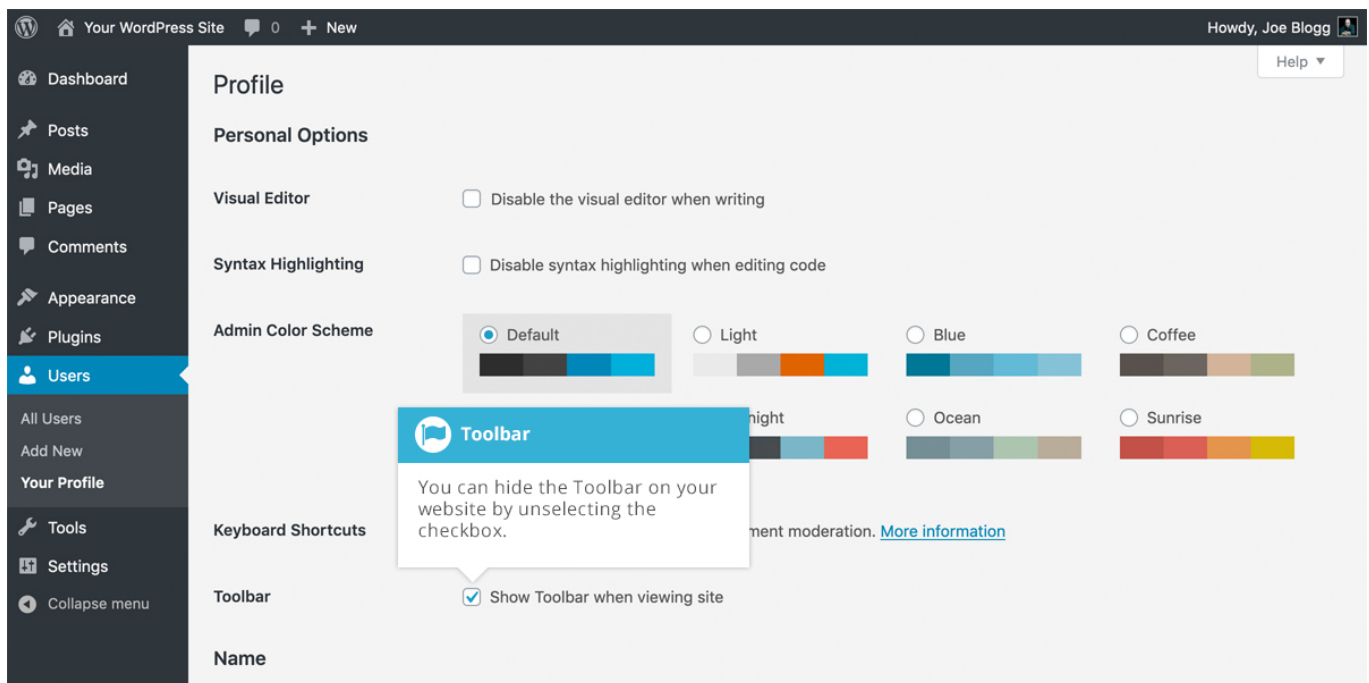 Your WordPress Site 0 New Howdy, Joe Blogg
Help
Dashboard
Posts
Media
Pages
Comments
Appearance
Plugins
Users
All Users
Add New
Your Profile
Tools
Settings
Collapse menu
Profile
Personal Options
Visual Editor Disable the visual editor when writing
Syntax Highlighting Disable syntax highlighting when editing code
Admin Color Scheme Default Light Blue Coffee
night Ocean Sunrise
Toolbar
You can hide the Toolbar on your
website by unselecting the
checkbox.
Keyboard Shortcuts ment moderation. More information
Toolbar Show Toolbar when viewing site
Name